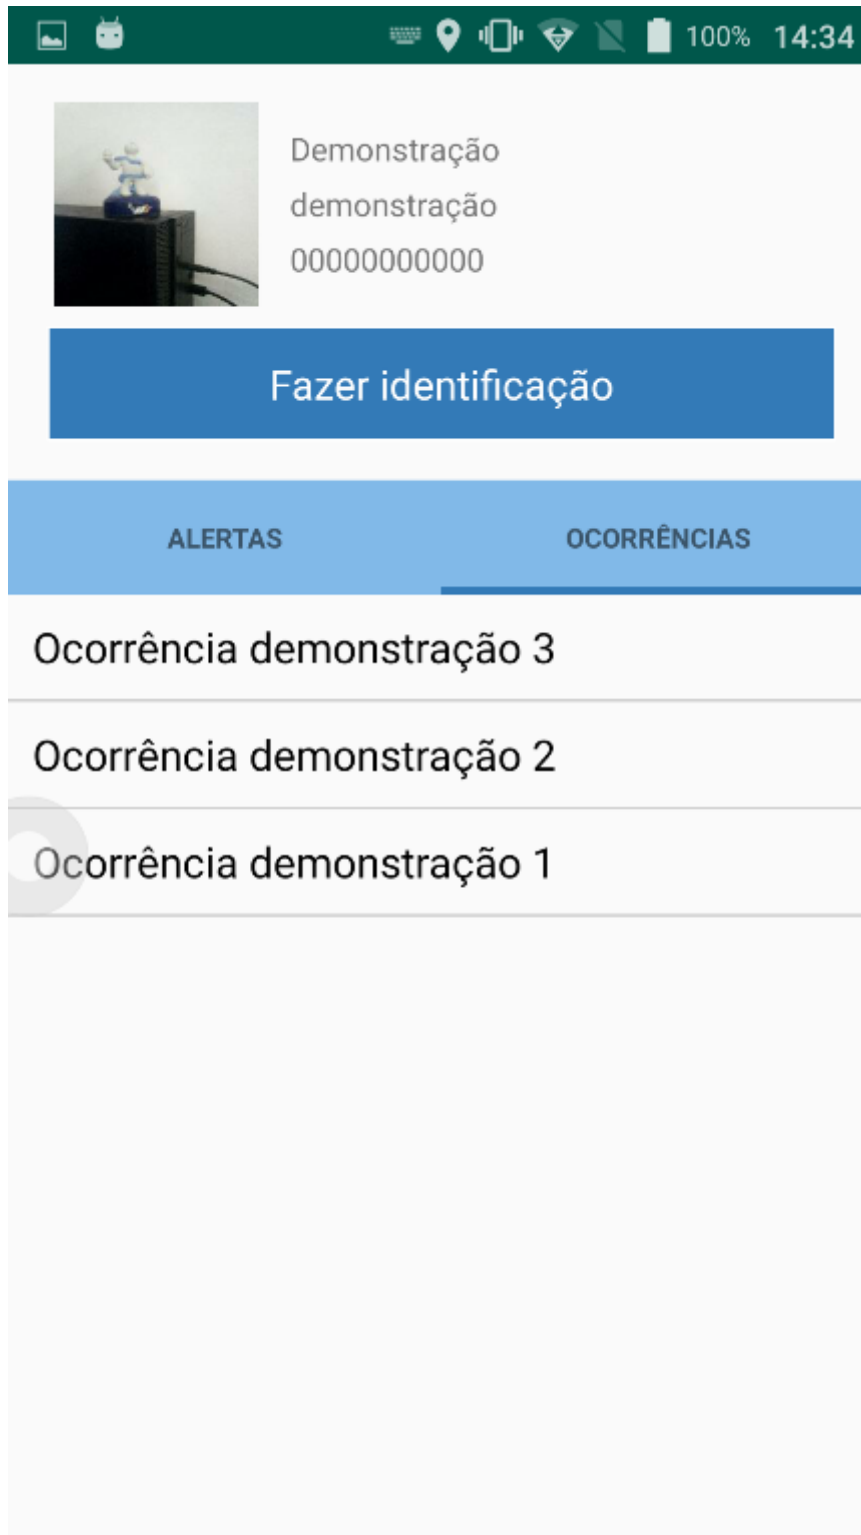 100% 14:34
Demonstração
demonstração
00000000000
Fazer identificação
ALERTAS OCORRÊNCIAS
Ocorrência demonstração 3
Ocorrência demonstração 2
Ocorrência demonstração 1